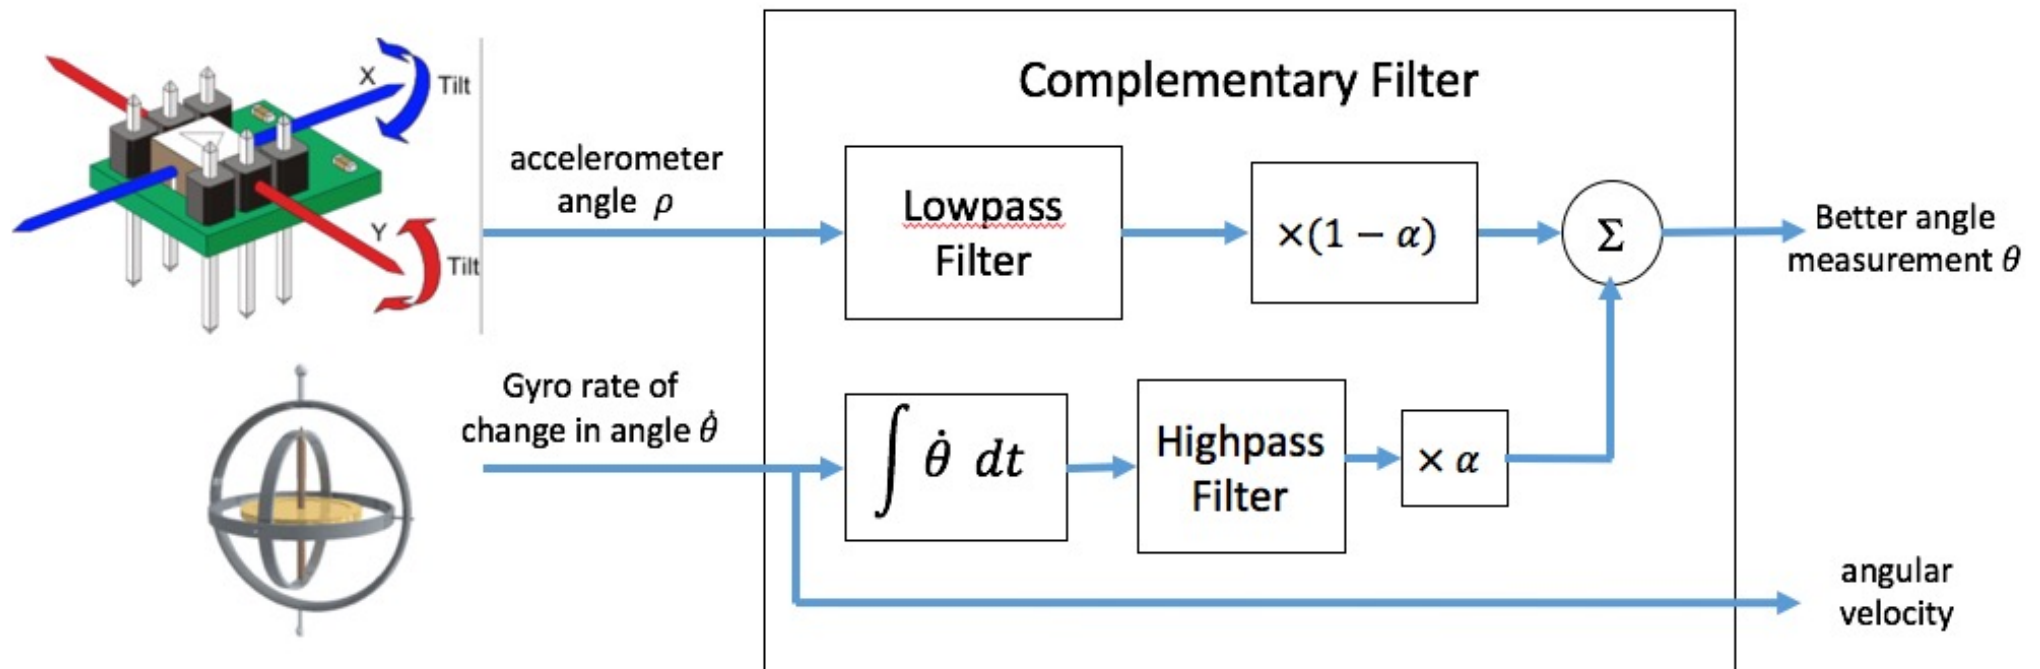 Complementary Filter
X
Tilt
Y
Tilt
accelerometer
angle ρ
Lowpass
Filter
×(1 − α)
Σ
Better angle
measurement θ
Gyro rate of
change in angle θ̇
∫ θ̇ dt
Highpass
Filter
× α
angular
velocity